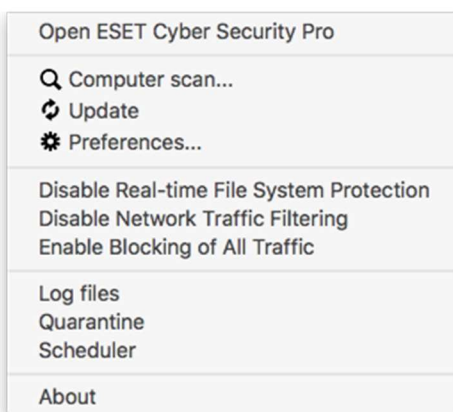 Open ESET Cyber Security Pro
Computer scan...
Update
Preferences...
Disable Real-time File System Protection
Disable Network Traffic Filtering
Enable Blocking of All Traffic
Log files
Quarantine
Scheduler
About